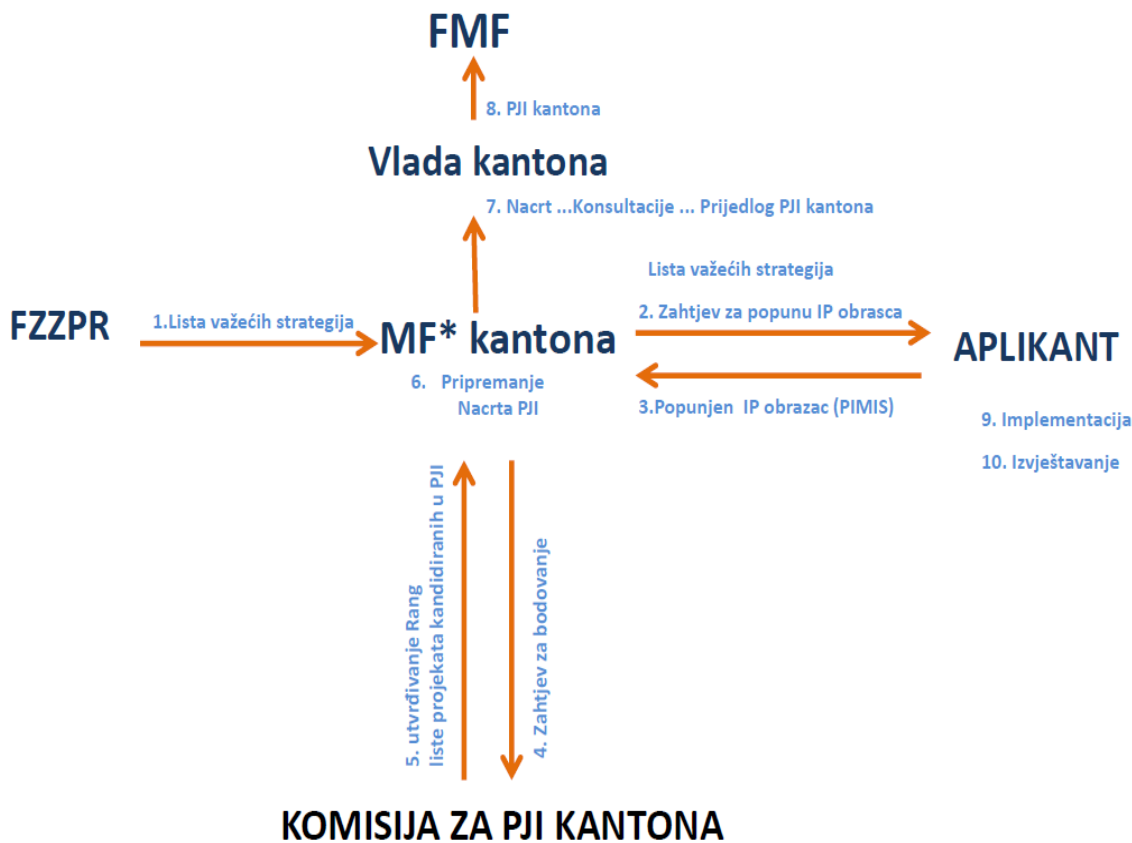 FMF
8. PJI kantona
Vlada kantona
7. Nacrt ...Konsultacije ... Prijedlog PJI kantona
Lista važećih strategija
FZZPR
1.Lista važećih strategija
MF* kantona
2. Zahtjev za popunu IP obrasca
APLIKANT
6. Pripremanje
Nacrta PJI
3.Popunjen IP obrazac (PIMIS)
9. Implementacija
10. Izvještavanje
5. utvrđivanje Rang
liste projekata kandidiranih u PJI
4. Zahtjev za bodovanje
KOMISIJA ZA PJI KANTONA